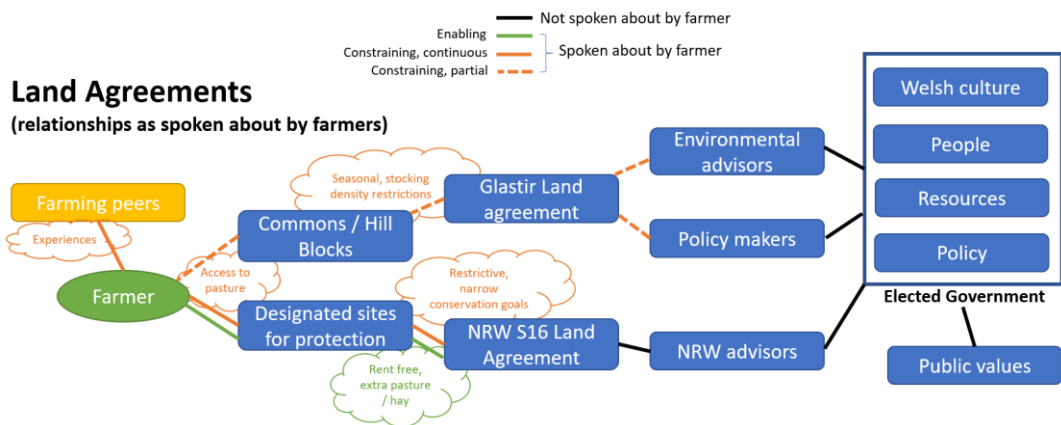 Not spoken about by farmer
Enabling
Constraining, continuous
Spoken about by farmer
Constraining, partial
Land Agreements
(relationships as spoken about by farmers)
Farming peers
Experiences
Farmer
Access to
pasture
Commons / Hill
Blocks
Designated sites
for protection
Seasonal, stocking
density restrictions
Restrictive,
narrow
conservation goals
Rent free,
extra pasture
/ hay
Glastir Land
agreement
NRW S16 Land
Agreement
Environmental
advisors
Policy makers
NRW advisors
Welsh culture
People
Resources
Policy
Elected Government
Public values